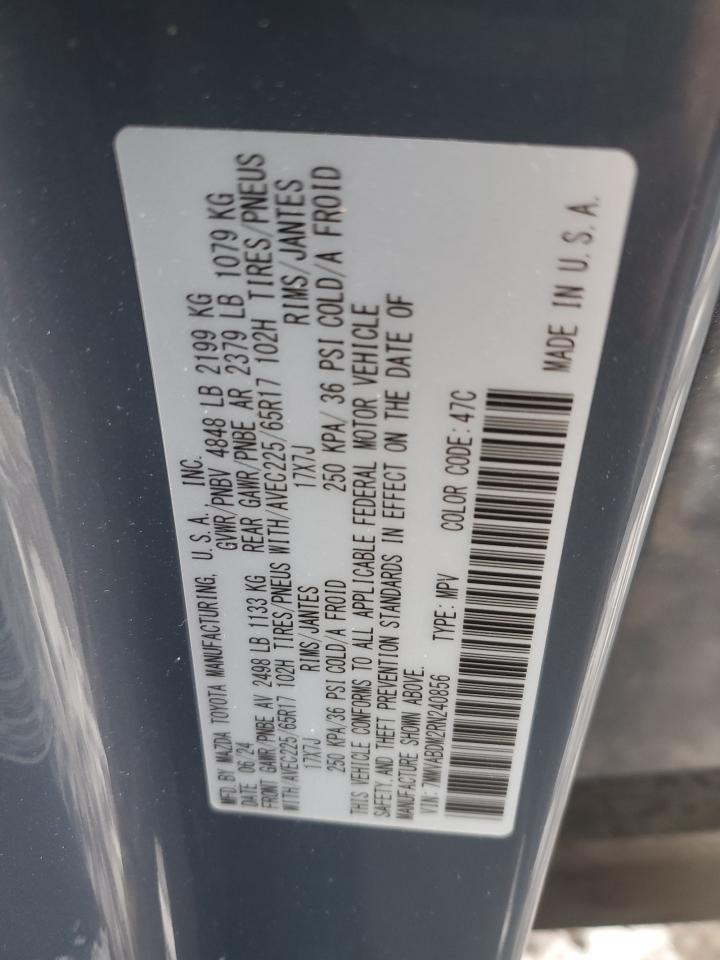 MFD.BY MAZDA TOYOTA MANUFACTURING, U.S.A. INC.
DATE 06 24 GVWR/PNBV 4848 LB 2199 KG
FRONT GAWR/PNBE AV 2498 LB 1133 KG REAR GAWR/PNBE AR 2379 LB 1079 KG
WITH/AVEC225/65R17 102H TIRES/PNEUS WITH/AVEC225/65R17 102H TIRES/PNEUS
17X7J RIMS/JANTES 17X7J RIMS/JANTES
250 KPA/36 PSI COLD/A FROID 250 KPA/ 36 PSI COLD/A FROID
THIS VEHICLE CONFORMS TO ALL APPLICABLE FEDERAL MOTOR VEHICLE
SAFETY, AND THEFT PREVENTION STANDARDS IN EFFECT ON THE DATE OF
MANUFACTURE SHOWN ABOVE.
VIN: 7MMVABDM2RN240856 TYPE: MPV COLOR CODE: 47C
MADE IN U.S.A.